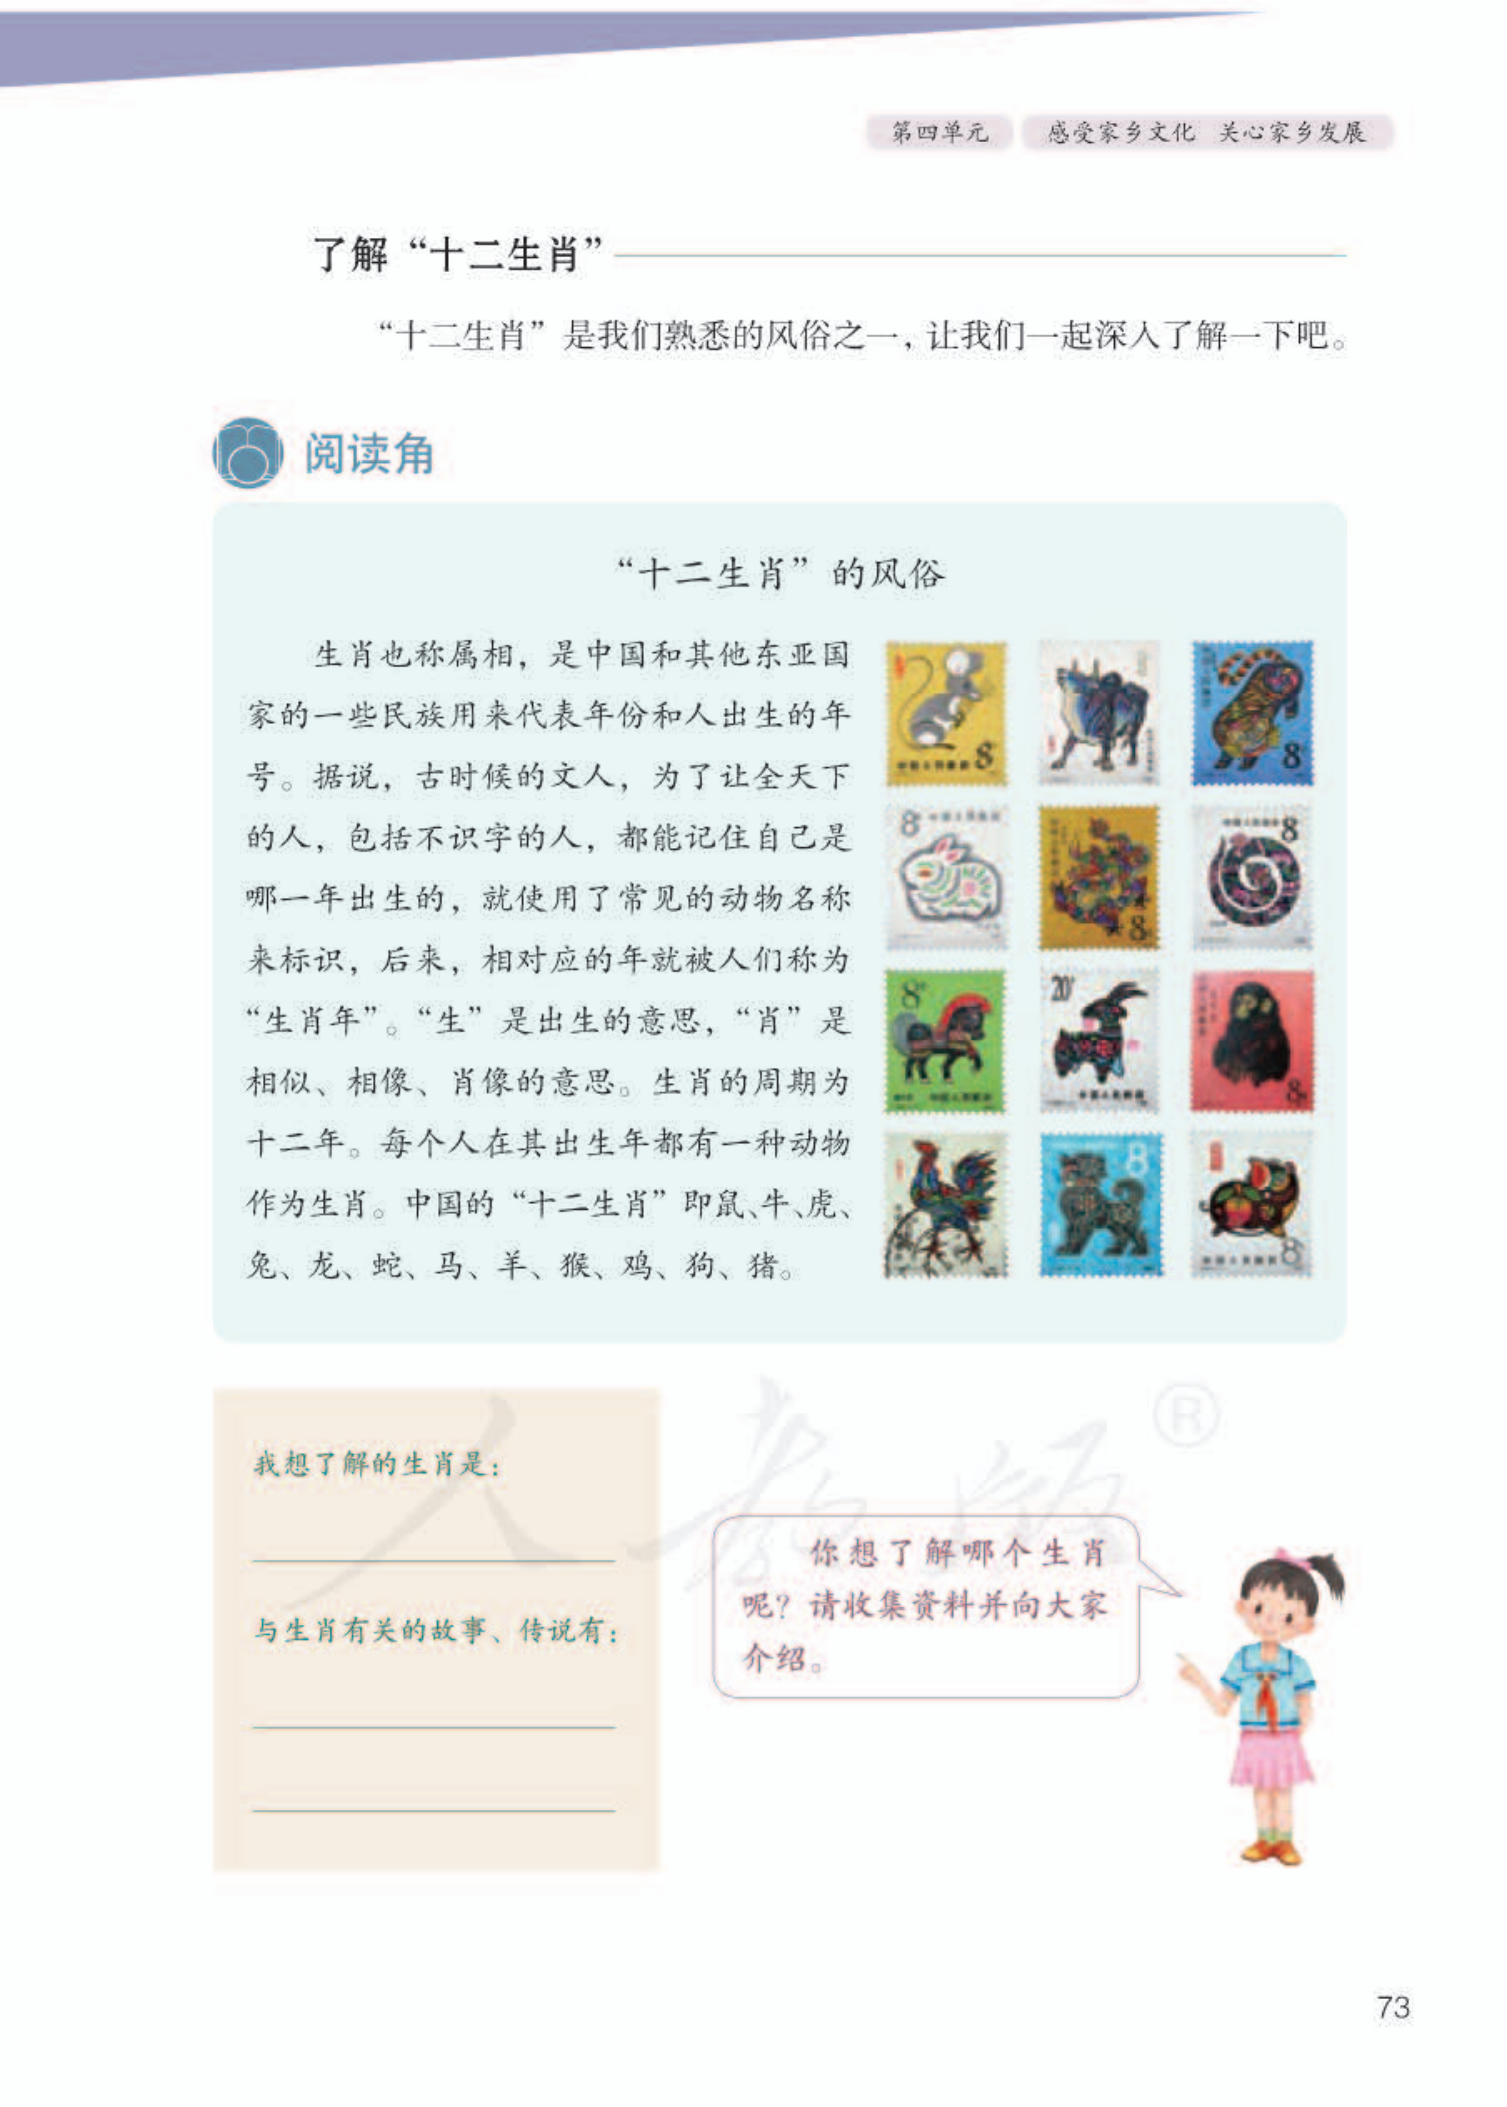 第四单元 感受家乡文化 关心家乡发展
了解“十二生肖”
“十二生肖”是我们熟悉的风俗之一，让我们一起深入了解一下吧。
阅读角
“十二生肖”的风俗
生肖也称属相，是中国和其他东亚国
家的一些民族用来代表年份和人出生的年
号。据说，古时候的文人，为了让全天下
的人，包括不识字的人，都能记住自己是
哪一年出生的，就使用了常见的动物名称
来标识，后来，相对应的年就被人们称为
“生肖年”。“生”是出生的意思，“肖”是
相似、相像、肖像的意思。生肖的周期为
十二年。每个人在其出生年都有一种动物
作为生肖。中国的“十二生肖”即鼠、牛、虎、
兔、龙、蛇、马、羊、猴、鸡、狗、猪。
8
8
8
8
8
8
20
8
8
8
我想了解的生肖是：
与生肖有关的故事、传说有：
你想了解哪个生肖
呢？请收集资料并向大家
介绍。
人教版®
73